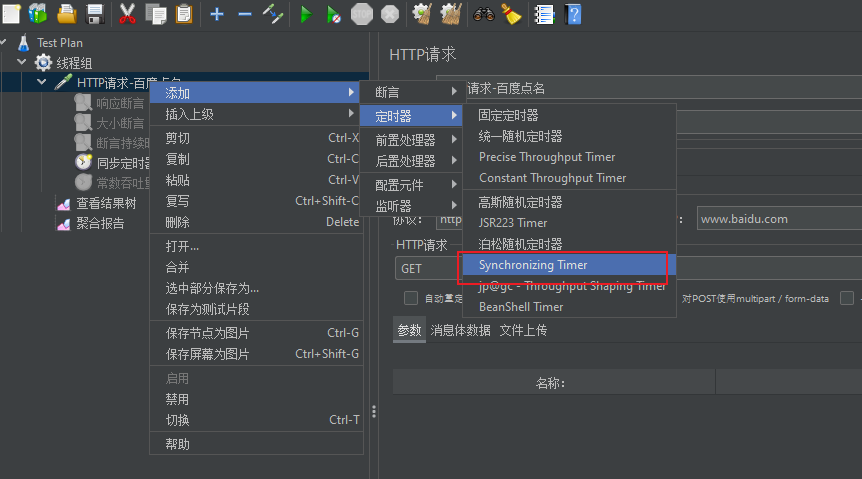 STOP
Test Plan
线程组
HTTP请求-百度点名
响应断言
大小断言
断言持续时
同步定时器
常数吞吐量
查看结果树
聚合报告
添加
插入上级
剪切 Ctrl-X
复制 Ctrl-C
粘贴 Ctrl-V
复写 Ctrl+Shift-C
删除 Delete
打开...
合并
选中部分保存为...
保存为测试片段
保存节点为图片 Ctrl-G
保存屏幕为图片 Ctrl+Shift-G
启用
禁用
切换 Ctrl-T
帮助
断言
定时器
前置处理器
后置处理器
配置元件
监听器
固定定时器
统一随机定时器
Precise Throughput Timer
Constant Throughput Timer
高斯随机定时器
JSR223 Timer
泊松随机定时器
Synchronizing Timer
jp@gc - Throughput Shaping Timer
BeanShell Timer
HTTP请求
请求-百度点名
协议： http
www.baidu.com
HTTP请求
GET
自动重定
对POST使用multipart / form-data
参数 消息体数据 文件上传
名称：